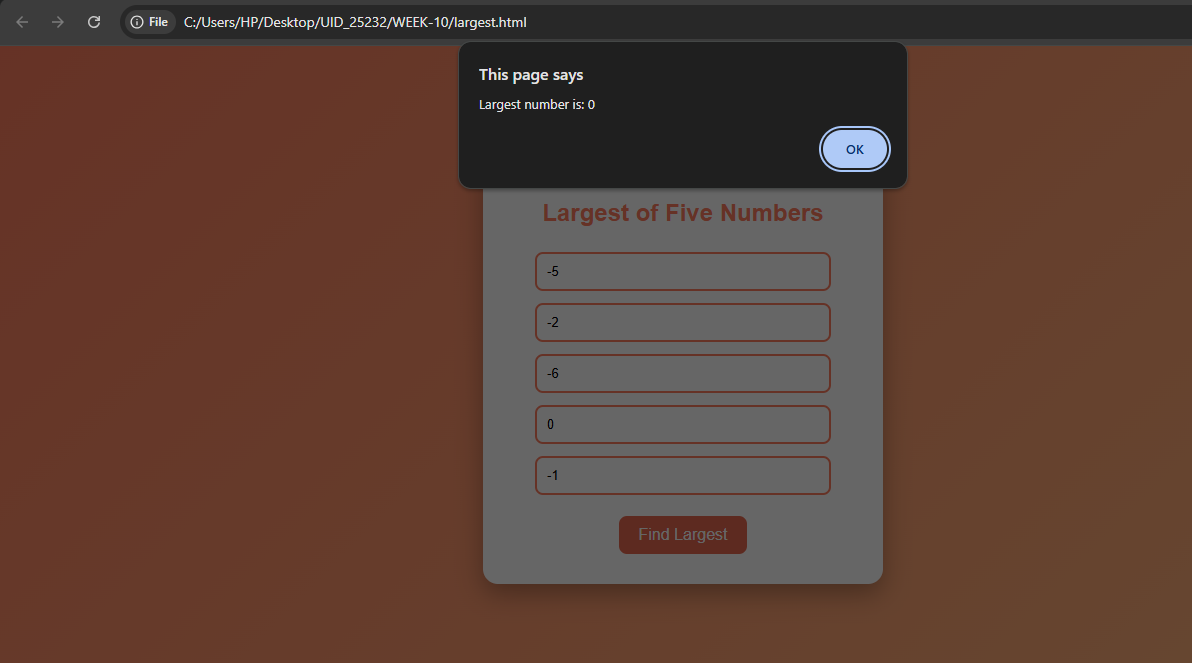 File C:/Users/HP/Desktop/UID_25232/WEEK-10/largest.html
This page says
Largest number is: 0
OK
Largest of Five Numbers
-5
-2
-6
0
-1
Find Largest